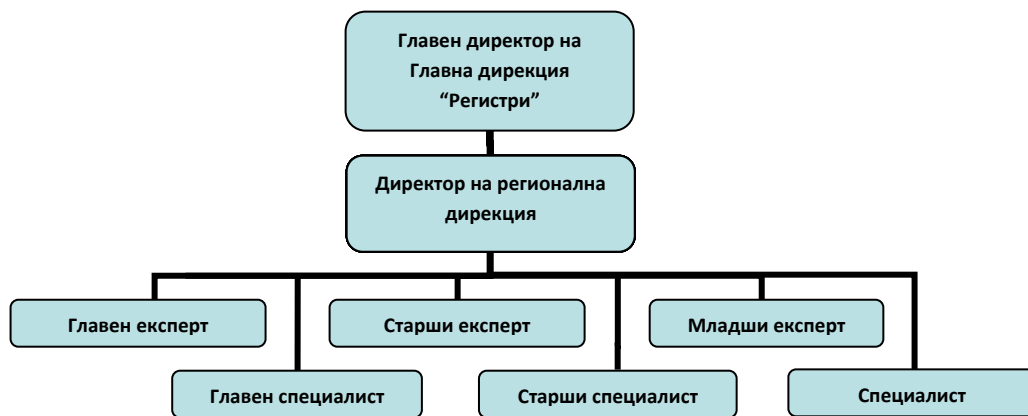 Главен директор на
Главна дирекция
“Регистри”
Директор на регионална
дирекция
Главен експерт
Старши експерт
Младши експерт
Главен специалист
Старши специалист
Специалист